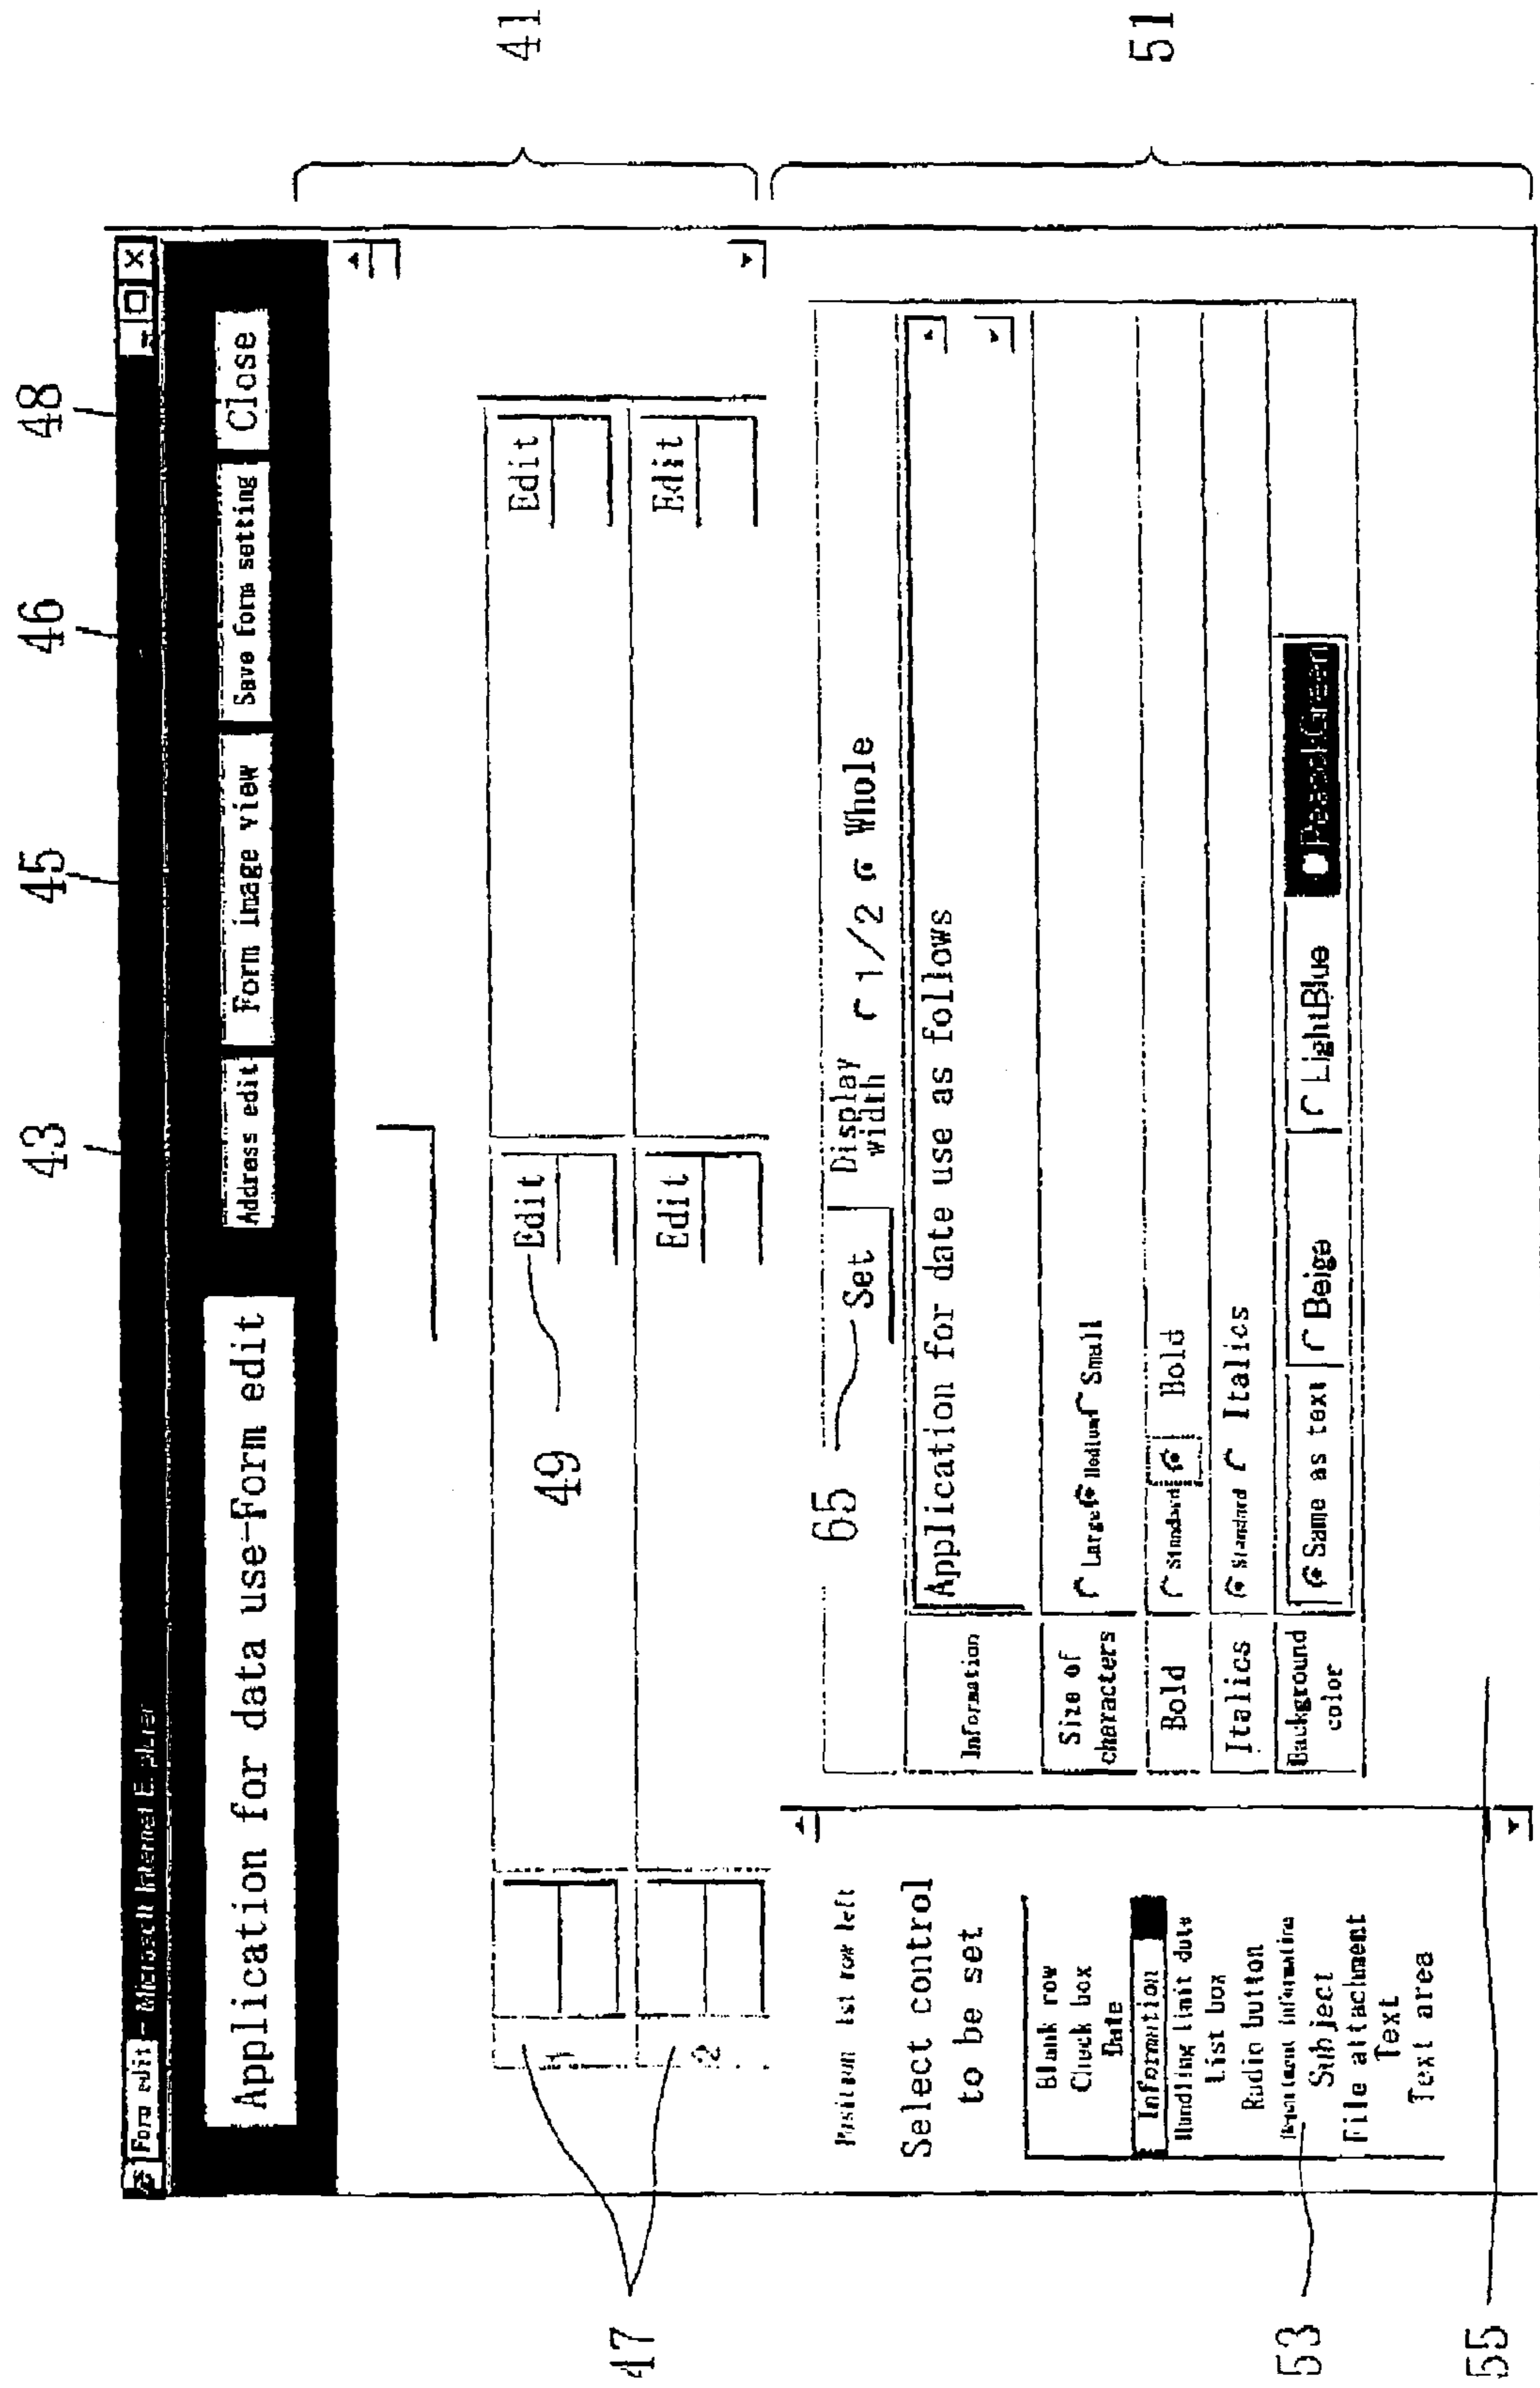 43
45
46
48
Form edit - Microsoft Internet Explorer
Application for data use-Form edit
Address edit
Form image view
Save form setting
Close
41
1
Edit
Edit
2
Edit
Edit
47
49
51
Position 1st row left
Select control
to be set
Blank row
Check box
Date
Information
Handling limit date
List box
Radio button
Department information
Subject
File attachment
Text
Text area
53
55
65
Set
Display
width
1/2
Whole
Information
Application for date use as follows
Size of
characters
Large Medium Small
Bold
Standard Bold
Italics
Standard Italics
Background
color
Same as text
Beige
LightBlue
PeacockGreen